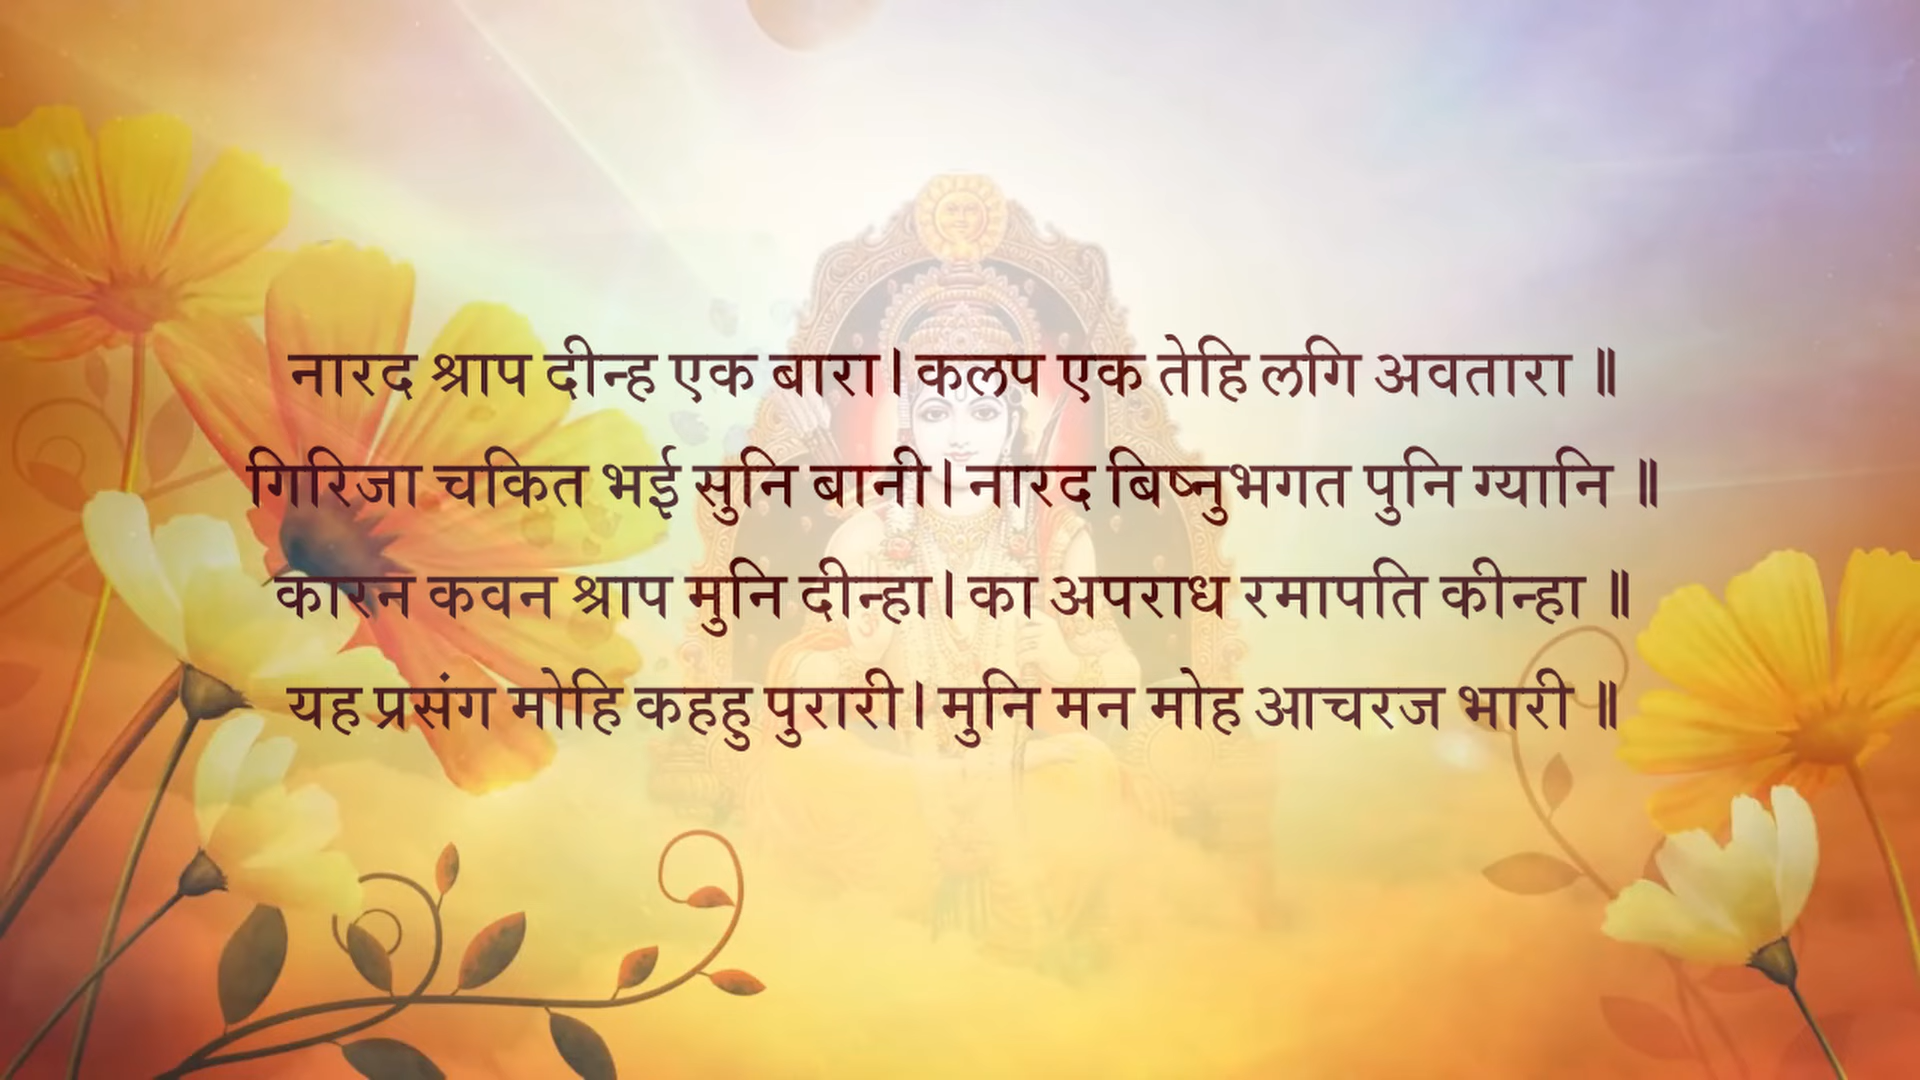 नारद श्राप दीन्ह एक बारा। कलप एक तेहि लगि अवतारा ॥
गिरिजा चकित भई सुनि बानी। नारद बिष्नुभगत पुनि ग्यानि ॥
कारन कवन श्राप मुनि दीन्हा। का अपराध रमापति कीन्हा ॥
यह प्रसंग मोहि कहहु पुरारी। मुनि मन मोह आचरज भारी ॥